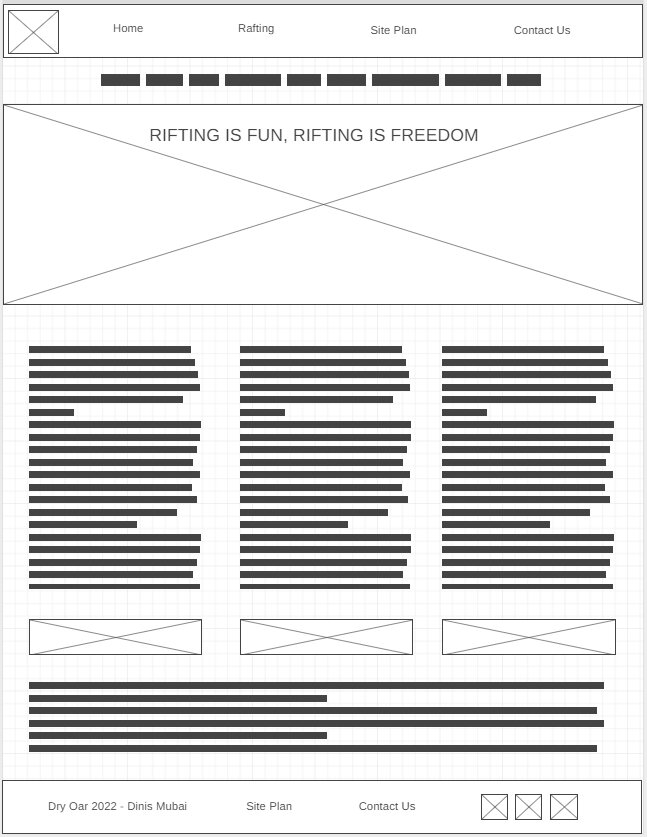 Home Rafting Site Plan Contact Us
RIFTING IS FUN, RIFTING IS FREEDOM
Dry Oar 2022 - Dinis Mubai Site Plan Contact Us